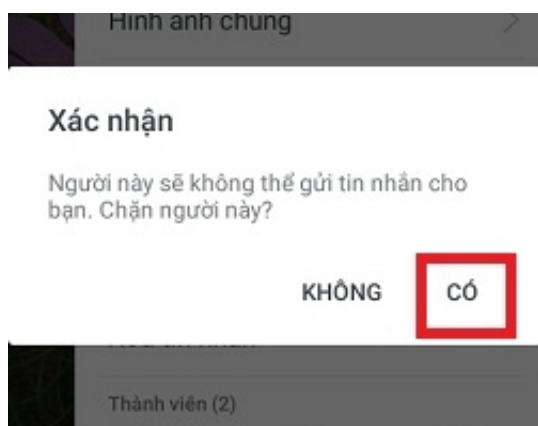 Hình ảnh chung
Xác nhận
Người này sẽ không thể gửi tin nhắn cho
bạn. Chặn người này?
KHÔNG
CÓ
Thành viên (2)